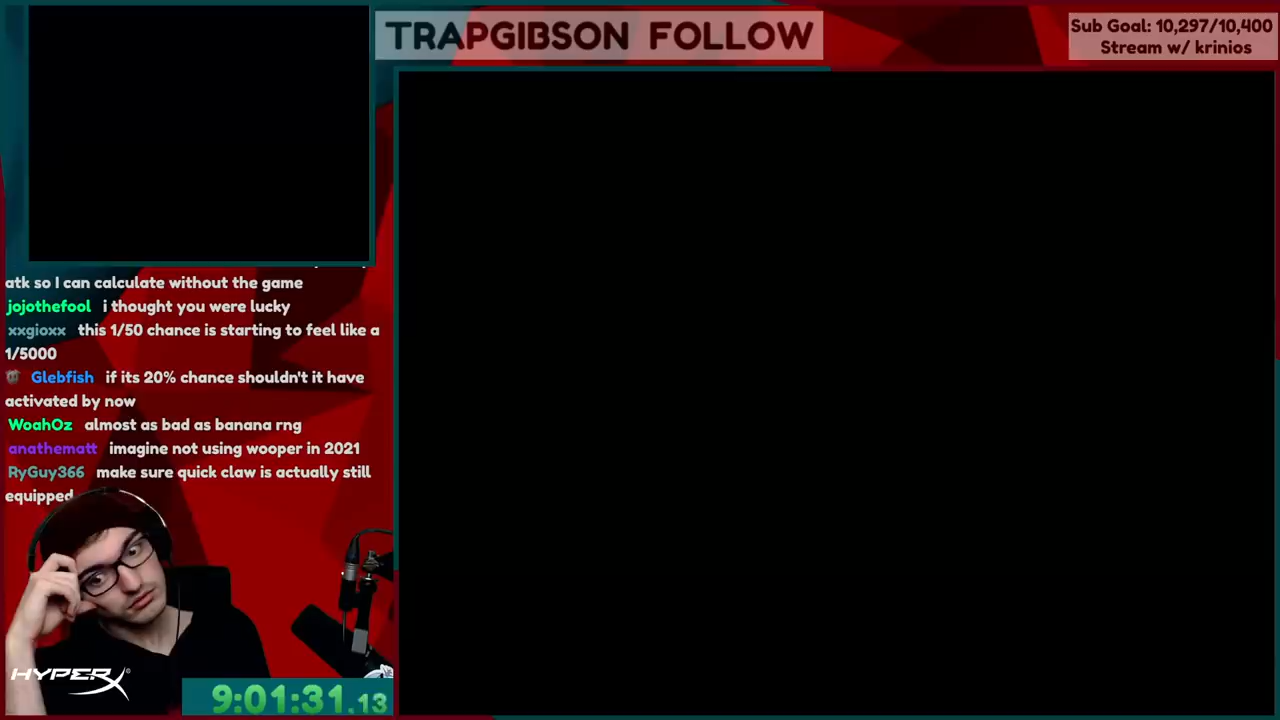 TRAPGIBSON FOLLOW
Sub Goal: 10,297/10,400
Stream w/ krinios
atk so I can calculate without the game
jojothefool i thought you were lucky
xxgioxx this 1/50 chance is starting to feel like a
1/5000
Glebfish if its 20% chance shouldn't it have
activated by now
WoahOz almost as bad as banana rng
anathematt imagine not using wooper in 2021
RyGuy366 make sure quick claw is actually still
equipped
HYPERX
9:01:31.13